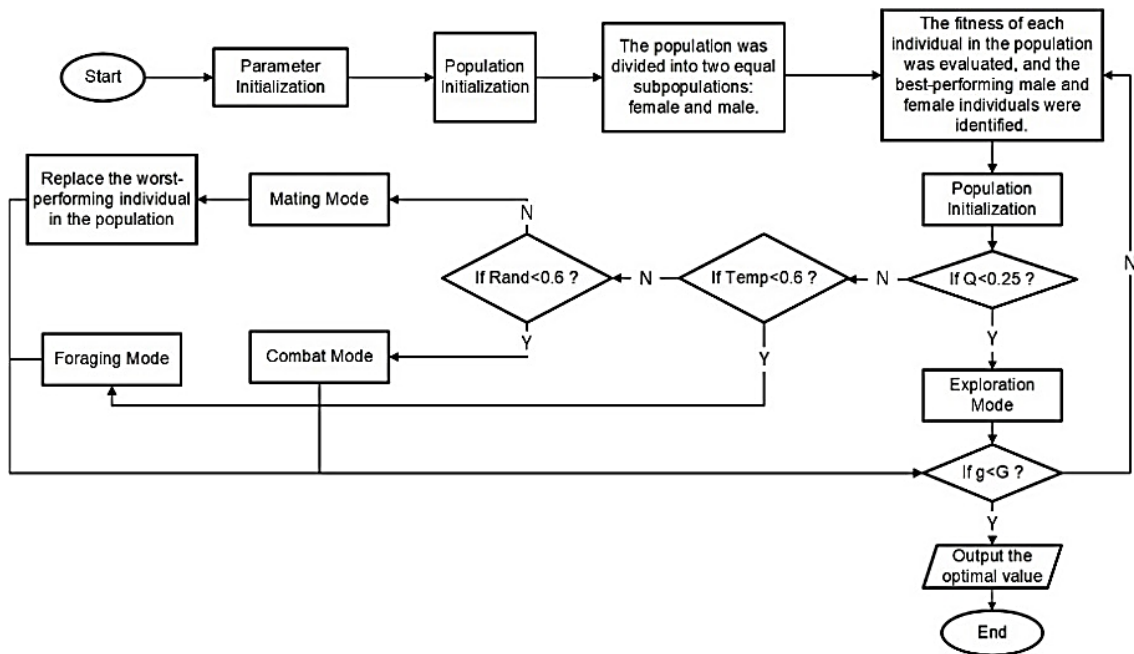 Start
Parameter
Initialization
Population
Initialization
The population was
divided into two equal
subpopulations:
female and male.
The fitness of each
individual in the population
was evaluated, and the
best-performing male and
female individuals were
identified.
Replace the worst-
performing individual
in the population
Mating Mode
N
If Rand<0.6 ?
N
If Temp<0.6 ?
N
Population
Initialization
If Q<0.25 ?
N
Y
Foraging Mode
Combat Mode
Y
Y
Exploration
Mode
If g<G ?
Y
Output the
optimal value
End